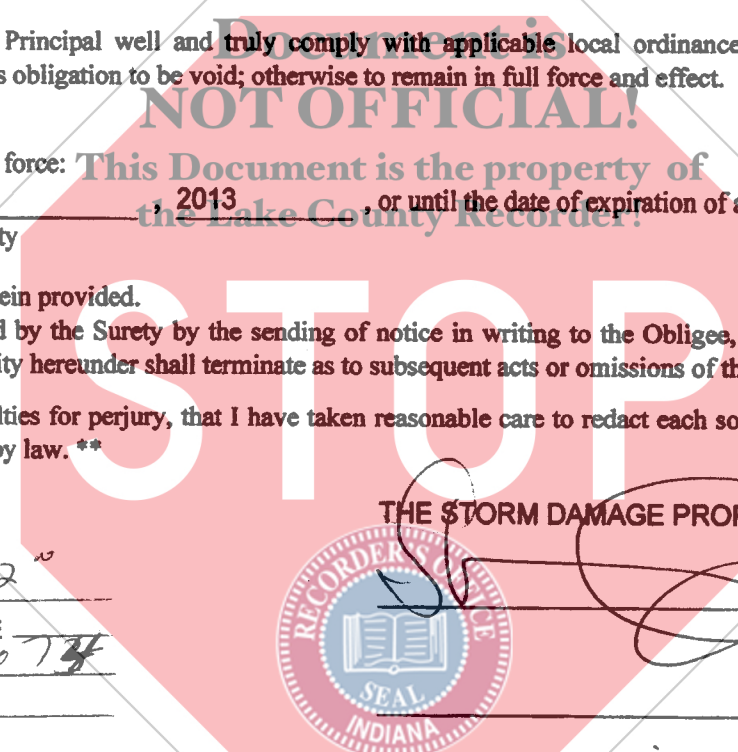 Document is
Principal well and truly comply with applicable local ordinance
s obligation to be void; otherwise to remain in full force and effect.
NOT OFFICIAL!
force:
This Document is the property of
, 2013 , or until the date of expiration of a
the Lake County Recorder!
ty
ein provided.
d by the Surety by the sending of notice in writing to the Obligee,
ity hereunder shall terminate as to subsequent acts or omissions of th
lties for perjury, that I have taken reasonable care to redact each so
by law. **
STOP
THE STORM DAMAGE PROF
RECORDER'S OFFICE
SEAL
INDIANA